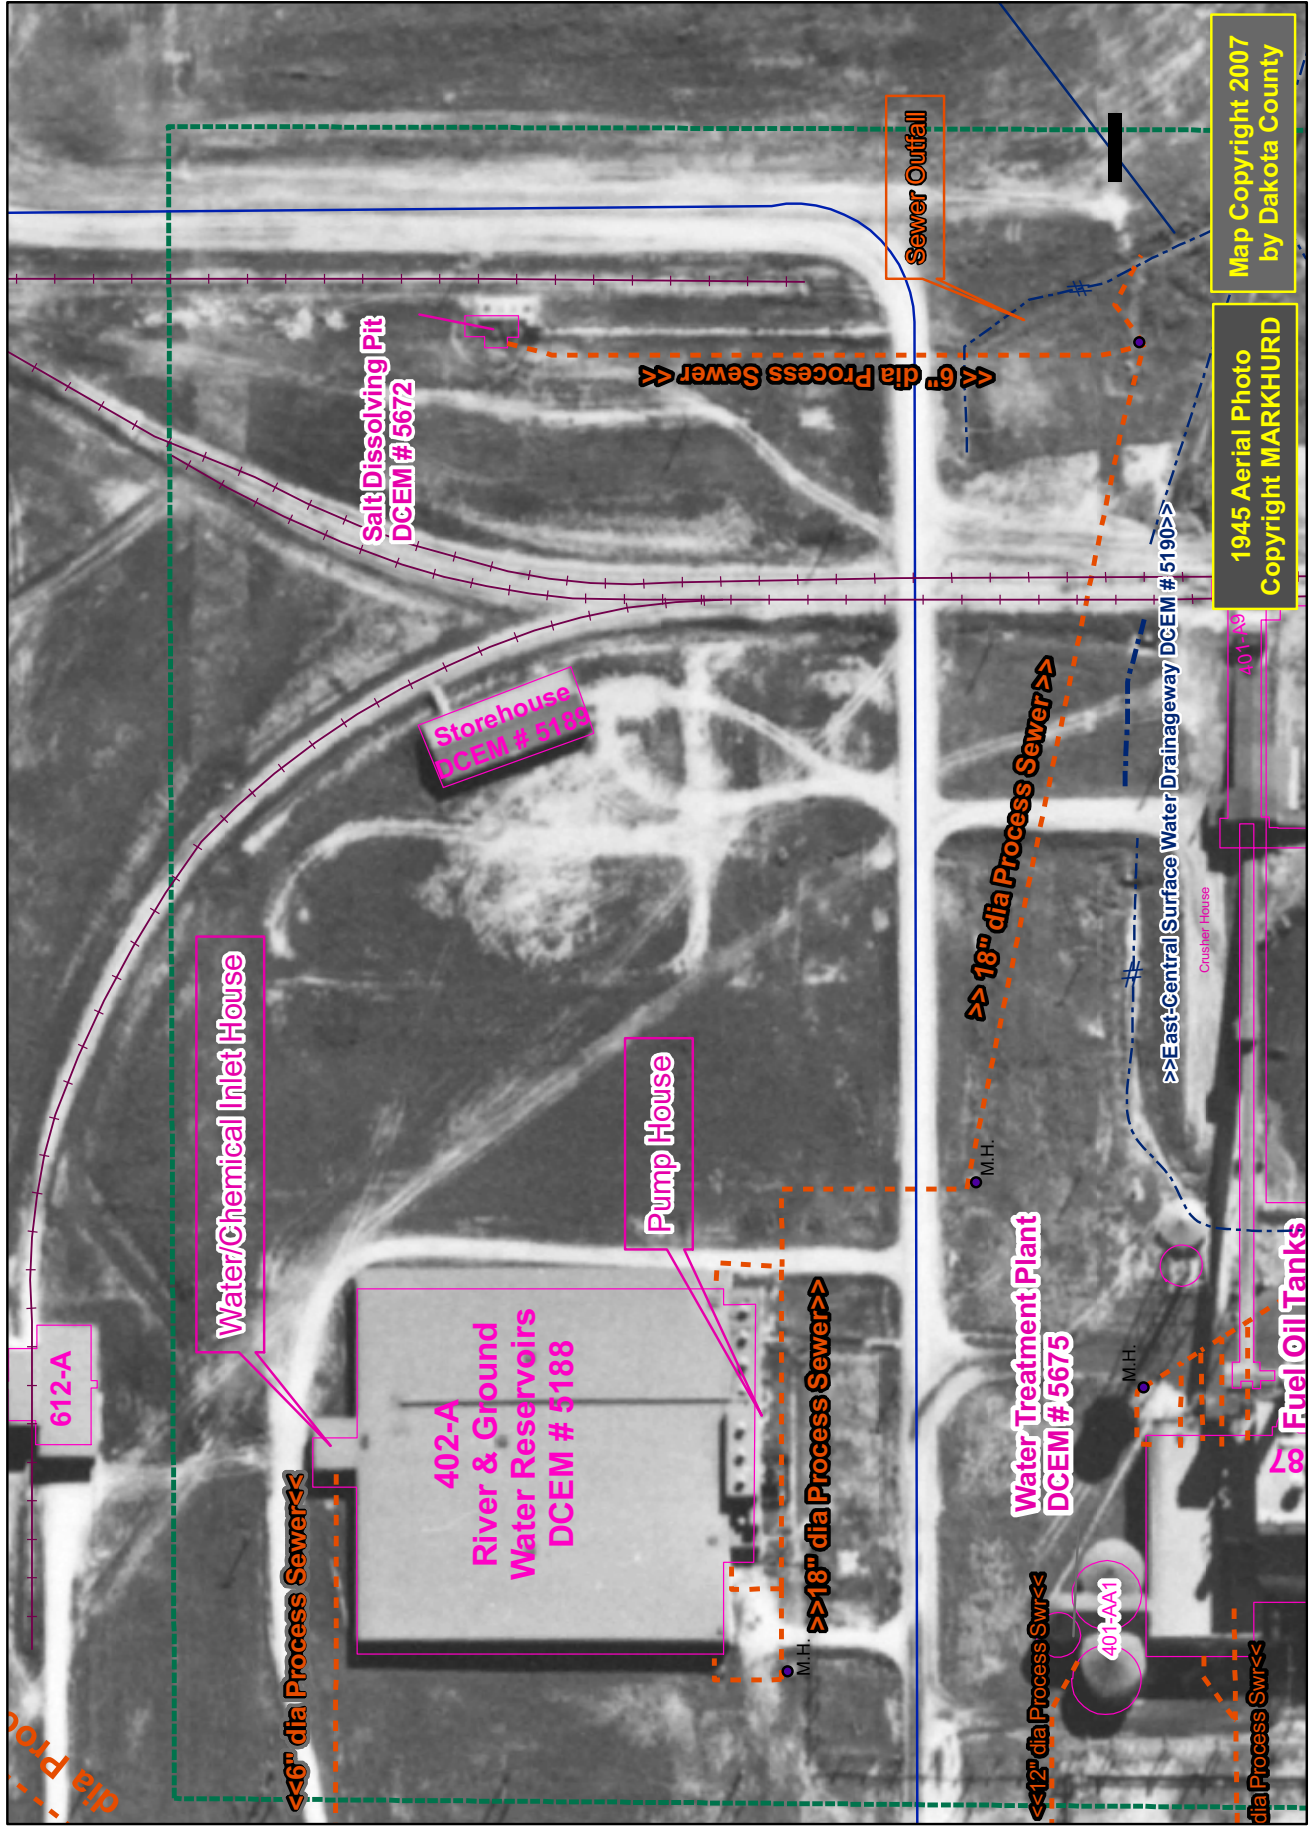 Map Copyright 2007
by Dakota County
1945 Aerial Photo
Copyright MARKHURD
Sewer Outfall
Salt Dissolving Pit
DCEM # 5672
<< 6" dia Process Sewer <<
Storehouse
DCEM # 5189
>> 18" dia Process Sewer >>
>>East-Central Surface Water Drainageway DCEM # 5190>>
401-A9
Crusher House
Water/Chemical Inlet House
Pump House
M.H.
612-A
402-A
River & Ground
Water Reservoirs
DCEM # 5188
>>18" dia Process Sewer>>
M.H.
<<6" dia Process Sewer<<
Water Treatment Plant
DCEM # 5675
M.H.
Fuel Oil Tanks
87
401-AA1
<<12" dia Process Swr<<
dia Process Swr<<
dia Proc